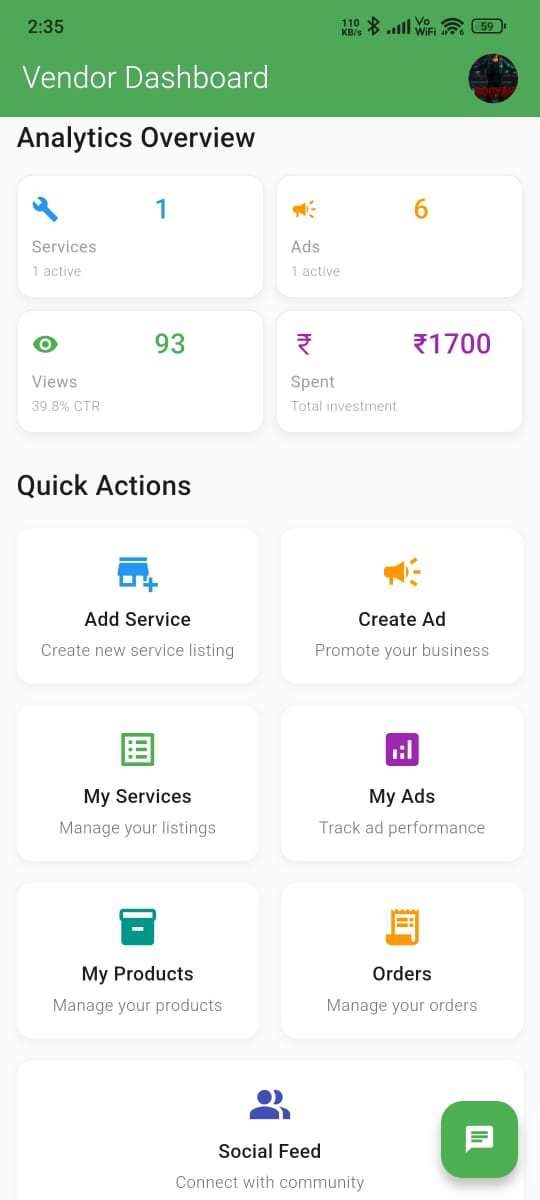 2:35
110 KB/s Vo WiFi 6 59
Vendor Dashboard
Analytics Overview
1
6
Services
Ads
1 active
1 active
93
₹ ₹1700
Views
Spent
39.8% CTR
Total investment
Quick Actions
Add Service
Create new service listing
Create Ad
Promote your business
My Services
Manage your listings
My Ads
Track ad performance
My Products
Manage your products
Orders
Manage your orders
Social Feed
Connect with community